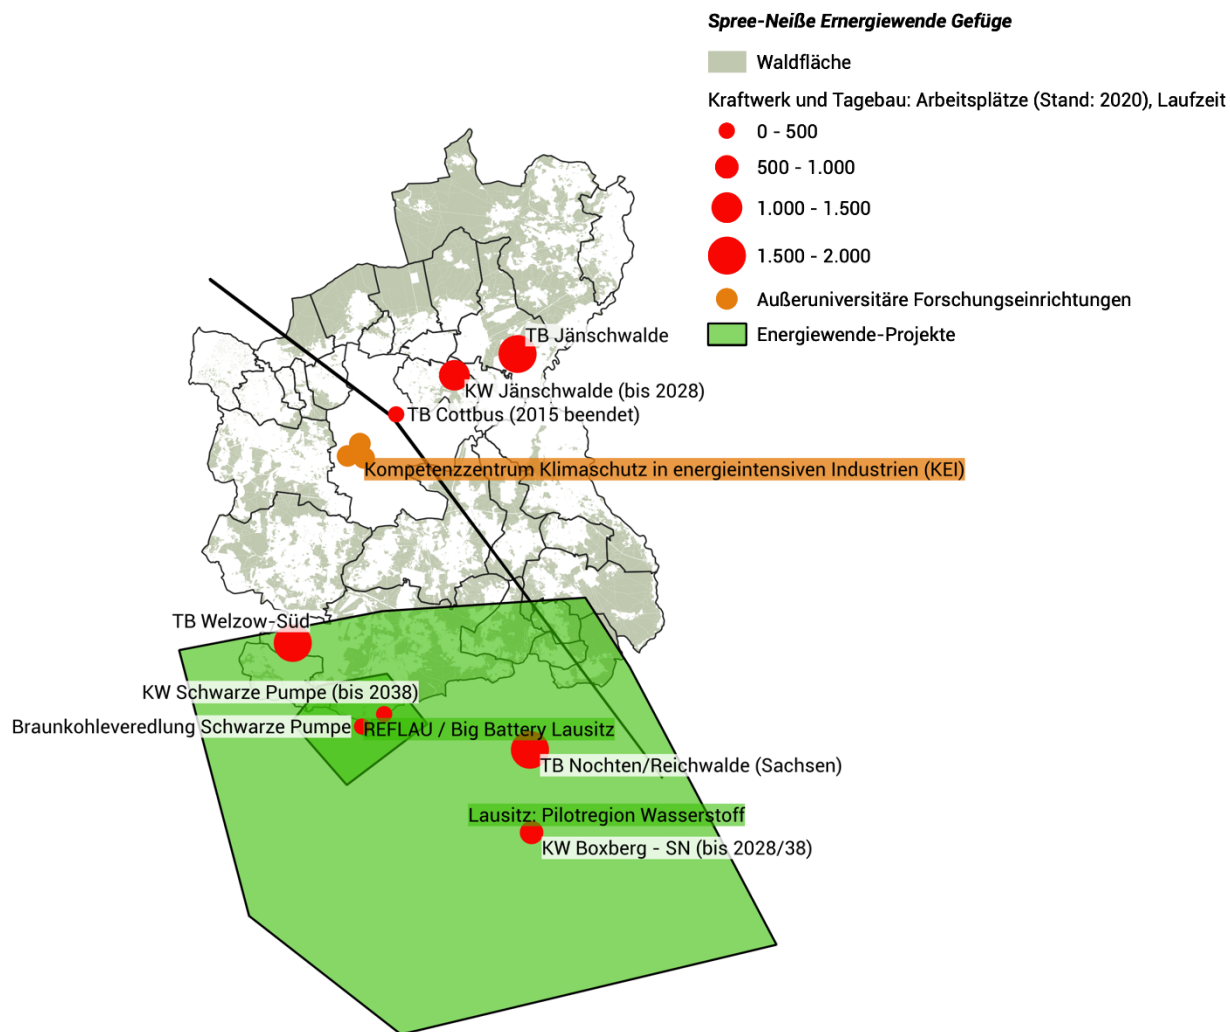 Spree-Neiße Ernergiewende Gefüge
Waldfläche
Kraftwerk und Tagebau: Arbeitsplätze (Stand: 2020), Laufzeit
0 - 500
500 - 1.000
1.000 - 1.500
1.500 - 2.000
Außeruniversitäre Forschungseinrichtungen
Energiewende-Projekte
TB Jänschwalde
KW Jänschwalde (bis 2028)
TB Cottbus (2015 beendet)
Kompetenzzentrum Klimaschutz in energieintensiven Industrien (KEI)
TB Welzow-Süd
KW Schwarze Pumpe (bis 2038)
Braunkohleveredlung Schwarze Pumpe
REFLAU / Big Battery Lausitz
TB Nochten/Reichwalde (Sachsen)
Lausitz: Pilotregion Wasserstoff
KW Boxberg - SN (bis 2028/38)